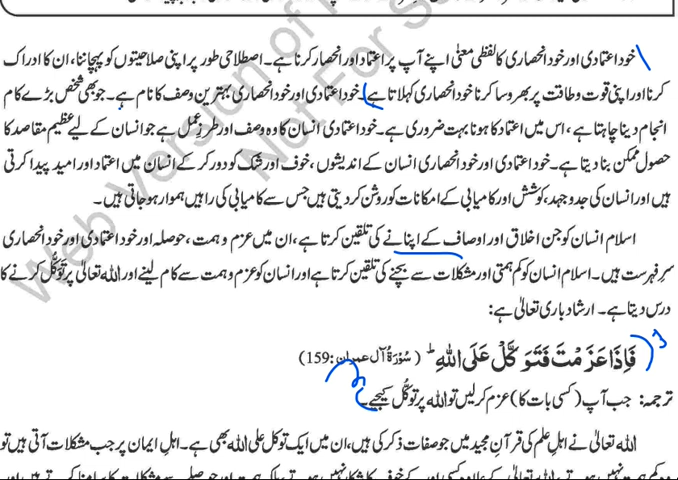 خود اعتمادی اور خود انحصاری کا لفظی معنیٰ اپنے آپ پر اعتماد اور انحصار کرنا ہے۔ اصطلاحی طور پر اپنی صلاحیتوں کو پہچاننا، ان کا ادراک
کرنا اور اپنی قوت و طاقت پر بھروسا کرنا خود انحصاری کہلاتا ہے۔ خود اعتمادی اور خود انحصاری بہترین وصف کا نام ہے۔ جو بھی شخص بڑے کام
انجام دینا چاہتا ہے، اس میں اعتماد کا ہونا بہت ضروری ہے۔ خود اعتمادی انسان کا وہ وصف اور طرزِ عمل ہے جو انسان کے لیے عظیم مقاصد کا
حصول ممکن بنا دیتا ہے۔ خود اعتمادی اور خود انحصاری انسان کے اندیشوں، خوف اور شک کو دور کر کے انسان میں اعتماد اور امید پیدا کرتی
ہیں اور انسان کی جدوجہد، کوشش اور کامیابی کے امکانات کو روشن کر دیتی ہیں جس سے کامیابی کی راہیں ہموار ہو جاتی ہیں۔
اسلام انسان کو جن اخلاق اور اوصاف کے اپنانے کی تلقین کرتا ہے، ان میں عزم و ہمت، حوصلہ اور خود اعتمادی اور خود انحصاری
سرفہرست ہیں۔ اسلام انسان کو کم ہمتی اور مشکلات سے بچنے کی تلقین کرتا ہے اور انسان کو عزم و ہمت سے کام لینے اور اللہ تعالیٰ پر توکُّل کرنے کا
درس دیتا ہے۔ ارشادِ باری تعالیٰ ہے:
فَاِذَا عَزَمْتَ فَتَوَكَّلْ عَلَی اللّٰهِ ؕ (سُوْرَۃُ آلِ عمران: 159)
ترجمہ: جب آپ (کسی بات کا) عزم کر لیں تو اللہ پر توکُّل کیجیے۔
اللہ تعالیٰ نے اہلِ علم کی قرآنِ مجید میں جو صفات ذکر کی ہیں، ان میں ایک توکل علی اللہ بھی ہے۔ اہلِ ایمان پر جب مشکلات آتی ہیں تو
Web Version of
Not For S